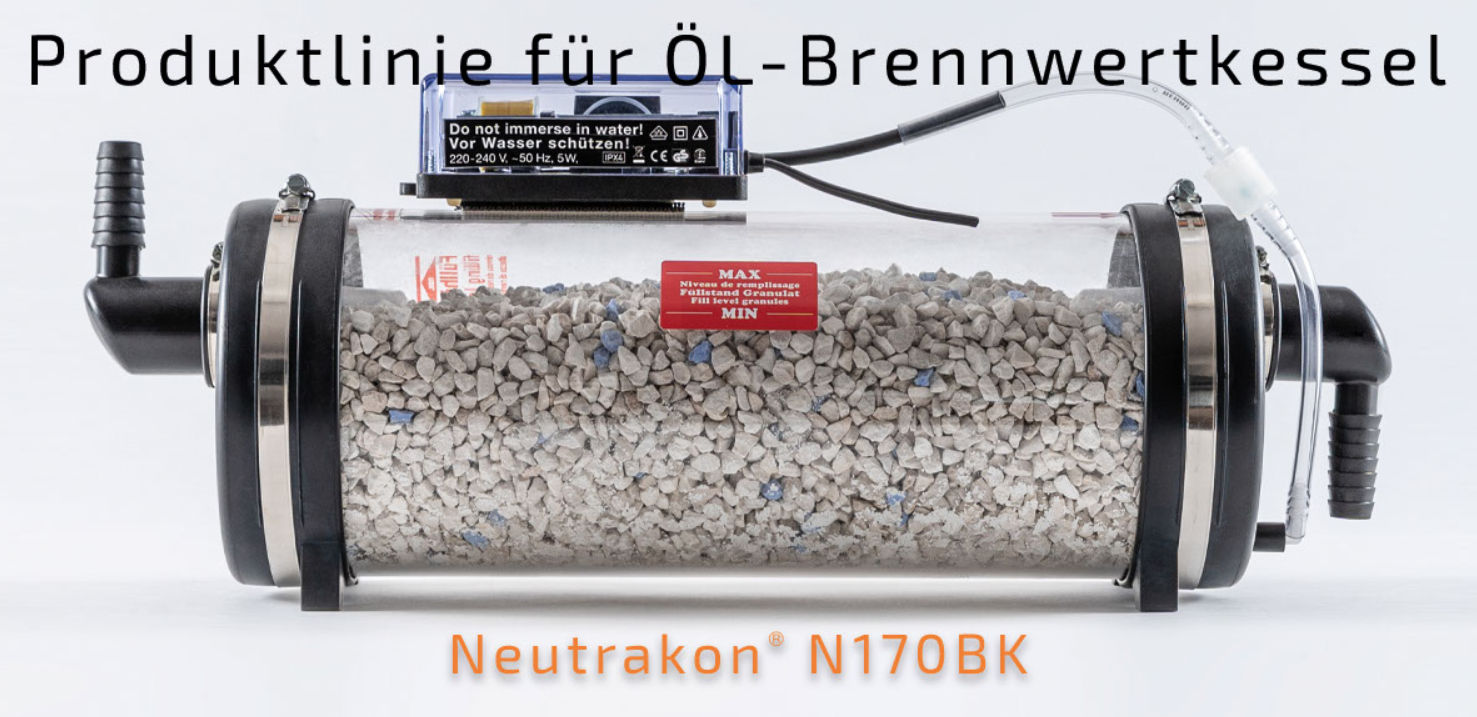 Produktlinie für ÖL-Brennwertkessel
Do not immerse in water!
Vor Wasser schützen!
220-240 V, ~50 Hz, 5W, IPX4 CE
MAX
Niveau de remplissage
Füllstand Granulat
Fill level granules
MIN
Neutrakon® N170BK